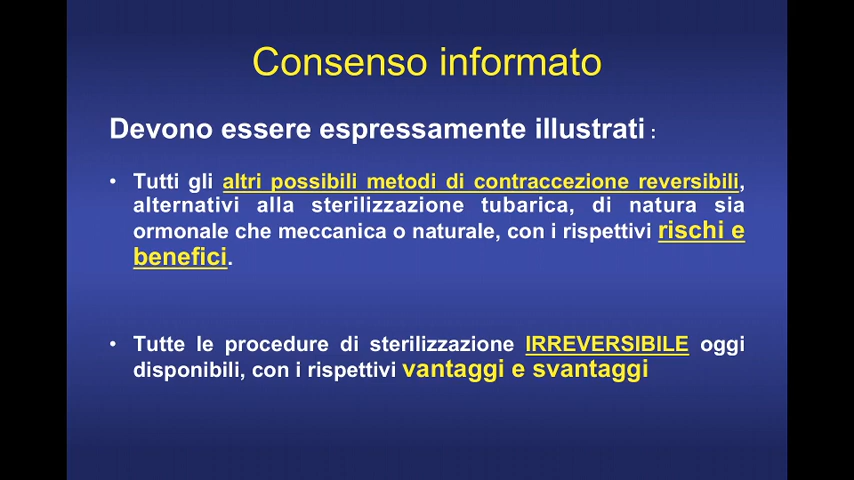 Consenso informato
Devono essere espressamente illustrati :
• Tutti gli altri possibili metodi di contraccezione reversibili,
alternativi alla sterilizzazione tubarica, di natura sia
ormonale che meccanica o naturale, con i rispettivi rischi e
benefici.
• Tutte le procedure di sterilizzazione IRREVERSIBILE oggi
disponibili, con i rispettivi vantaggi e svantaggi